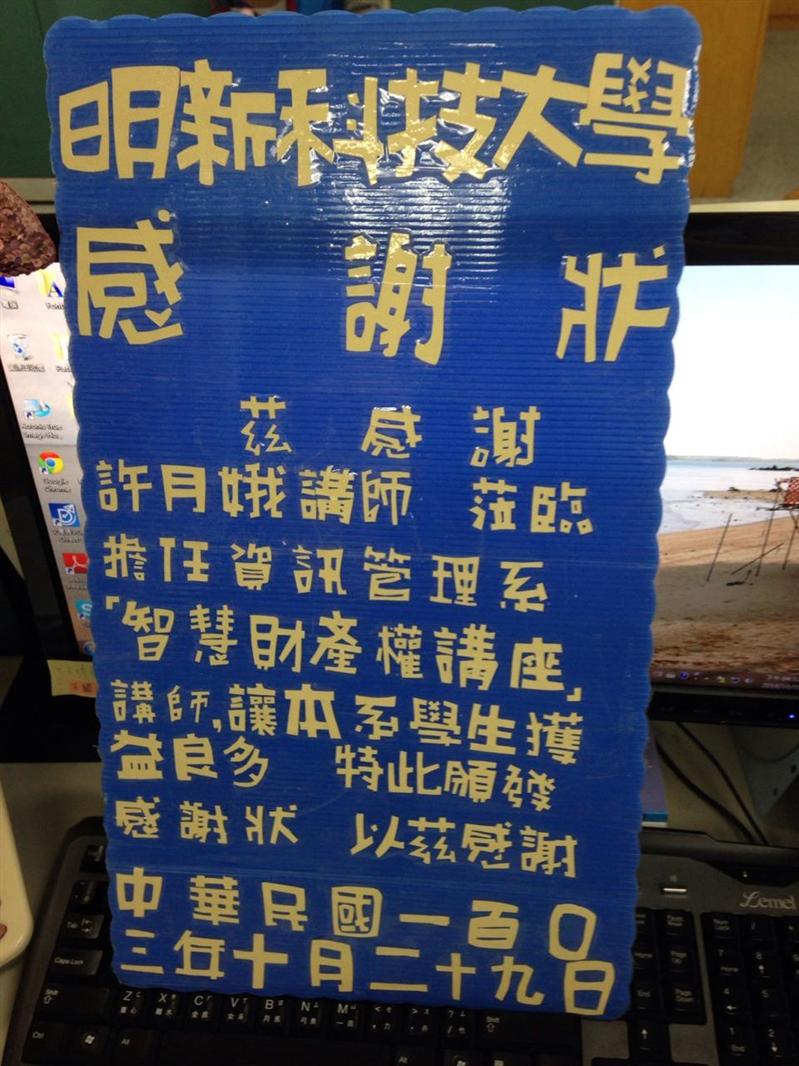 明新科技大學
感謝狀
茲感謝
許月娥講師 蒞臨
擔任資訊管理系
「智慧財產權講座」
講師,讓本系學生獲
益良多 特此頒發
感謝狀 以茲感謝
中華民國一百〇
三年十月二十九日
Lemel